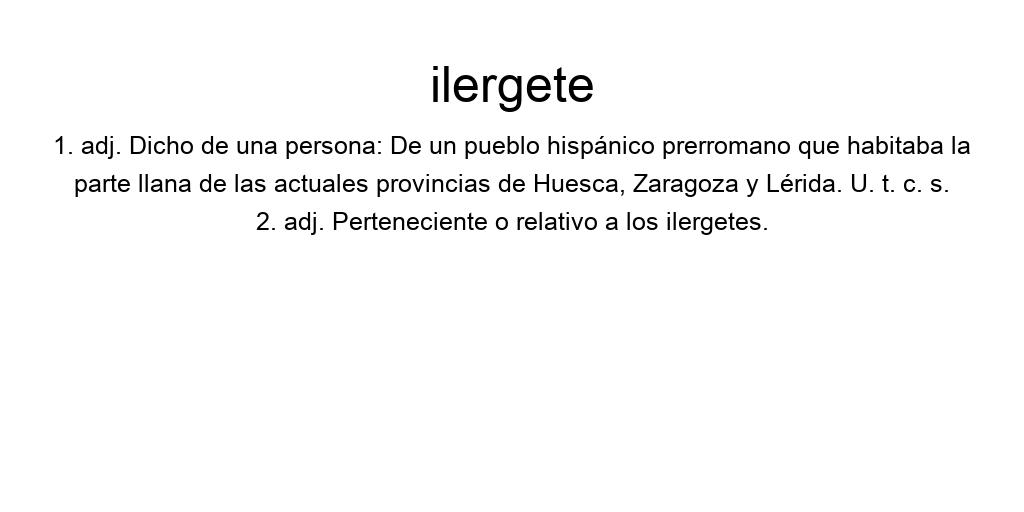 ilergete
1. adj. Dicho de una persona: De un pueblo hispánico prerromano que habitaba la
parte llana de las actuales provincias de Huesca, Zaragoza y Lérida. U. t. c. s.
2. adj. Perteneciente o relativo a los ilergetes.